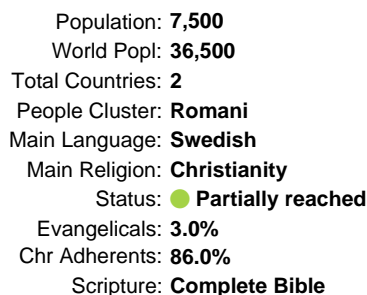 Population: 7,500
World Popl: 36,500
Total Countries: 2
People Cluster: Romani
Main Language: Swedish
Main Religion: Christianity
Status: Partially reached
Evangelicals: 3.0%
Chr Adherents: 86.0%
Scripture: Complete Bible